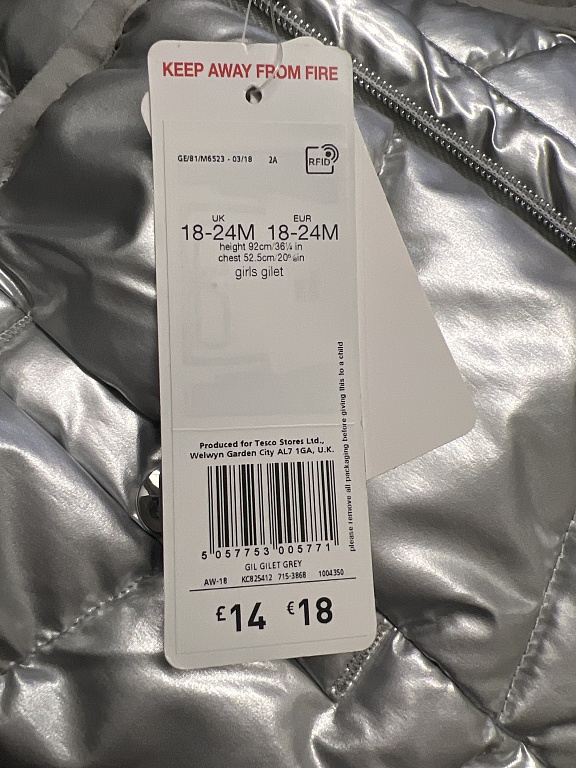 KEEP AWAY FROM FIRE
GE/81/M6523 - 03/18 2A
RFID
UK EUR
18-24M 18-24M
height 92cm/36¼ in
chest 52.5cm/20⅝in
girls gilet
please remove all packaging before giving this to a child
Produced for Tesco Stores Ltd.,
Welwyn Garden City AL7 1GA, U.K.
5 057753 005771
GIL GILET GREY
AW-18 KC825412 715-3868 1004350
£14 €18